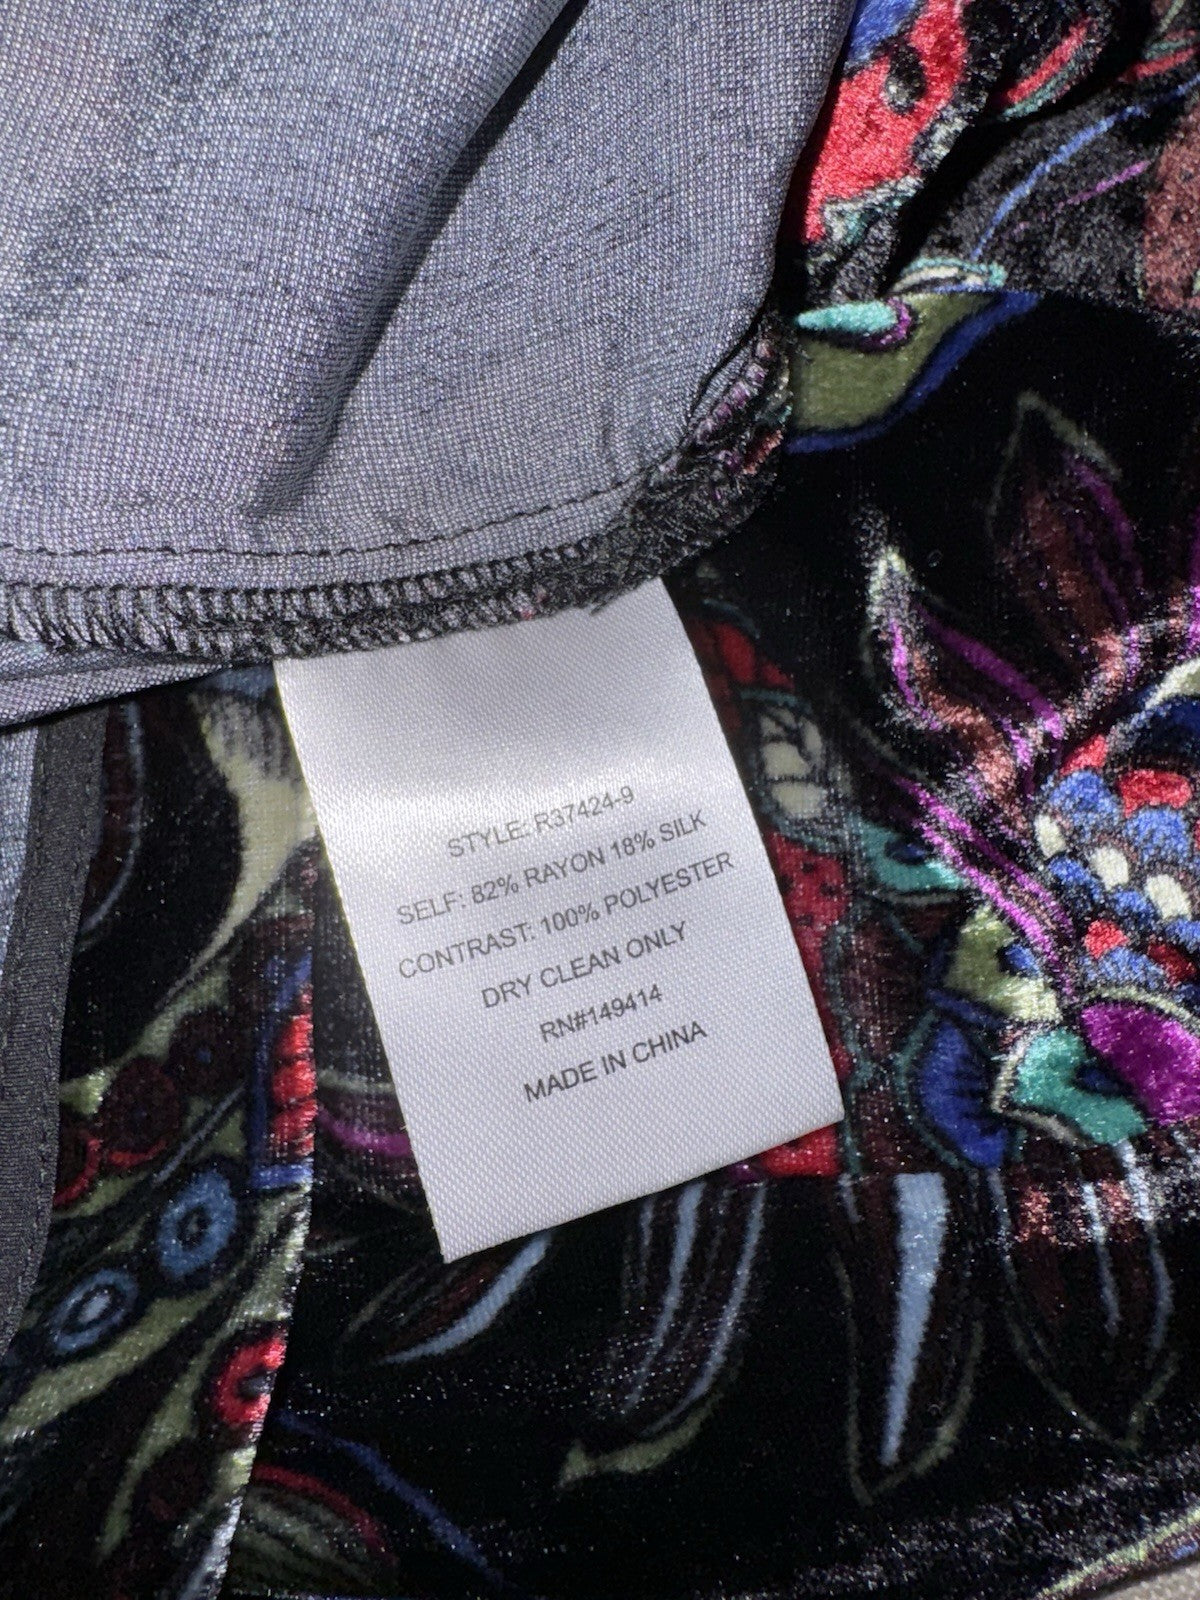 STYLE: R37424-9
SELF: 82% RAYON 18% SILK
CONTRAST: 100% POLYESTER
DRY CLEAN ONLY
RN#149414
MADE IN CHINA